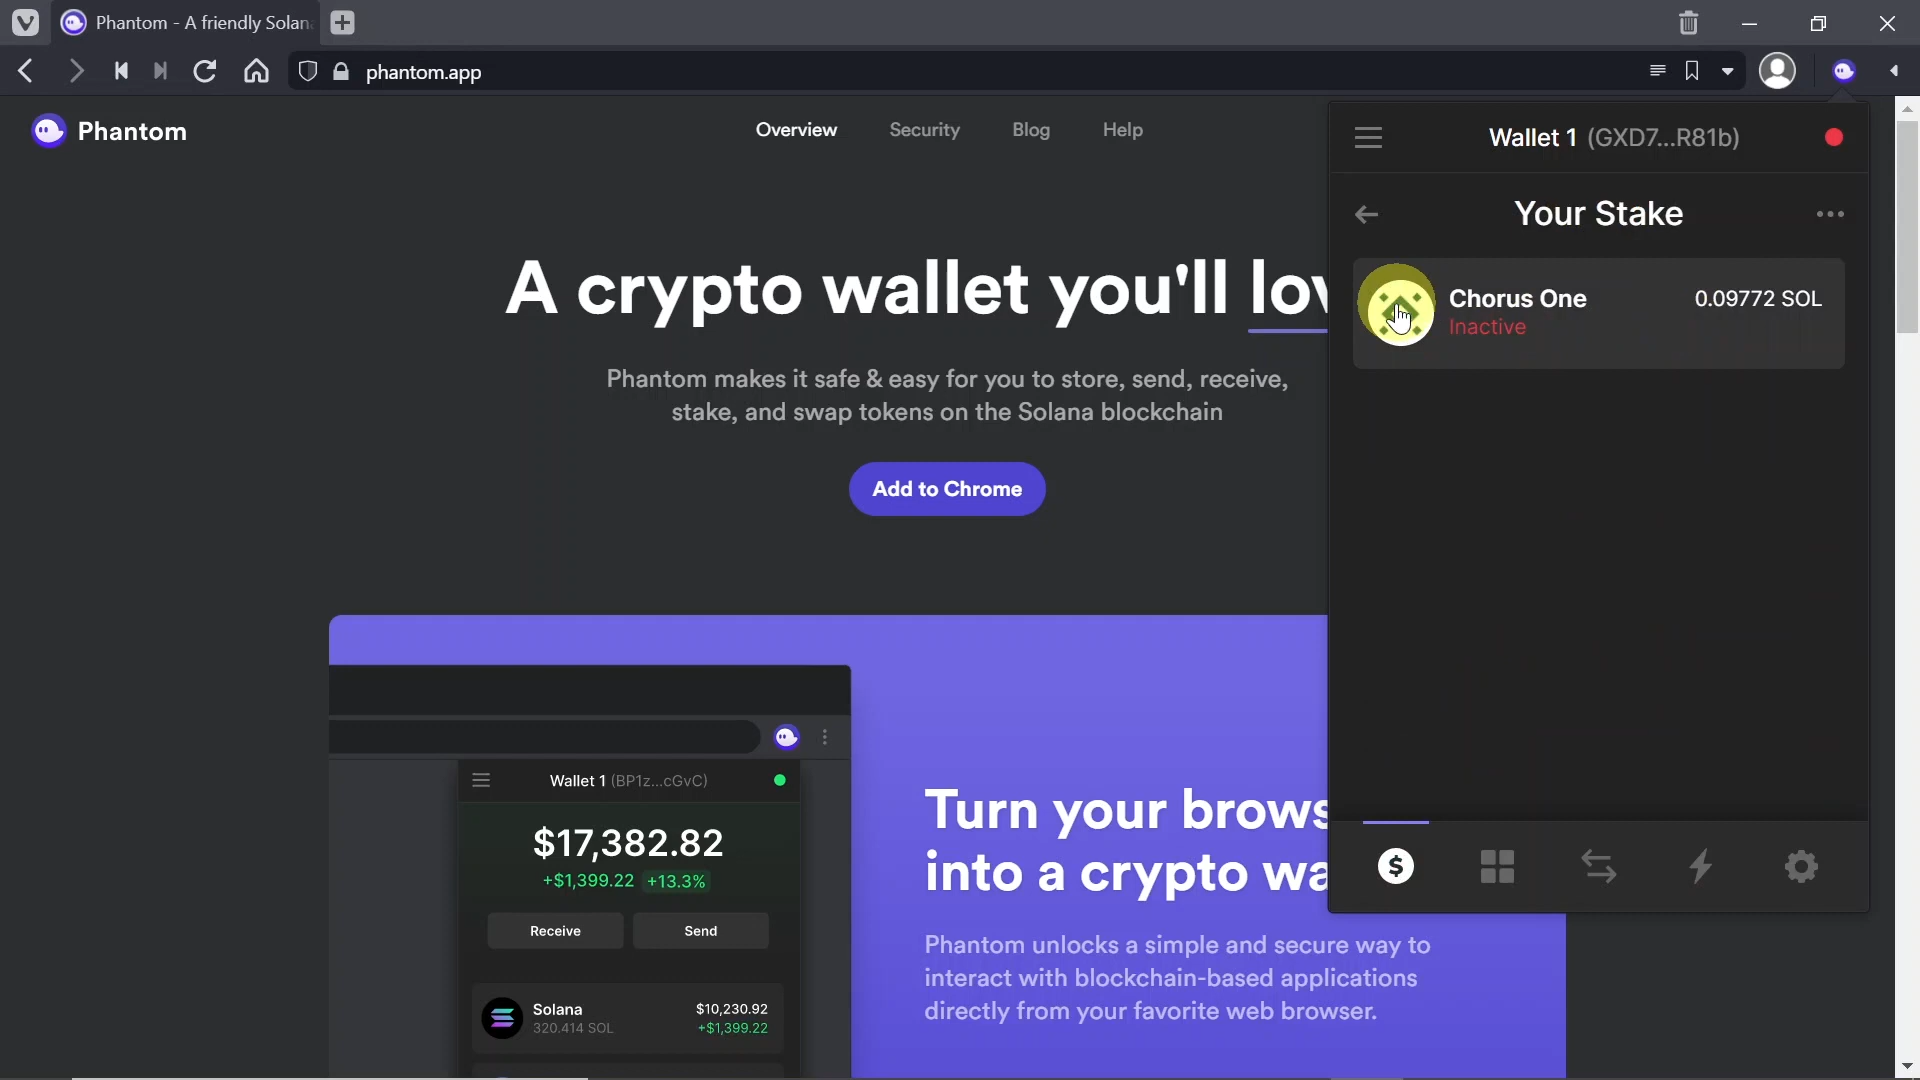 Phantom - A friendly Solan
phantom.app
Phantom
Overview
Security
Blog
Help
A crypto wallet you'll lov
Phantom makes it safe & easy for you to store, send, receive,
stake, and swap tokens on the Solana blockchain
Add to Chrome
Wallet 1 (GXD7...R81b)
Your Stake
Chorus One
0.09772 SOL
Inactive
Wallet 1 (BP1z...cGvC)
$17,382.82
+$1,399.22 +13.3%
Receive
Send
Solana
$10,230.92
320.414 SOL
+$1,399.22
Turn your brows
into a crypto wa
Phantom unlocks a simple and secure way to
interact with blockchain-based applications
directly from your favorite web browser.